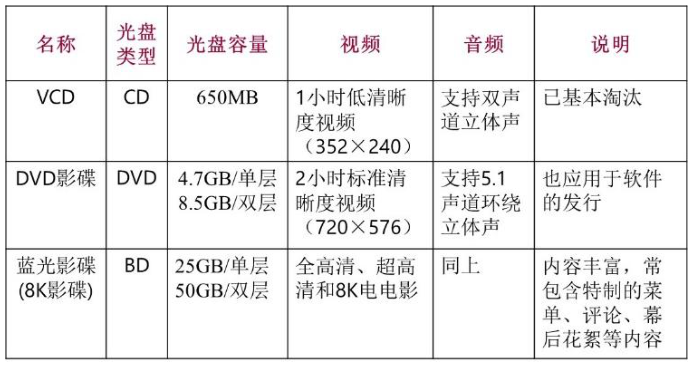 名称
光盘
类型
光盘容量
视频
音频
说明
VCD
CD
650MB
1小时低清晰
度视频
（352×240）
支持双声
道立体声
已基本淘汰
DVD影碟
DVD
4.7GB/单层
8.5GB/双层
2小时标准清
晰度视频
(720×576)
支持5.1
声道环绕
立体声
也应用于软件
的发行
蓝光影碟
(8K影碟)
BD
25GB/单层
50GB/双层
全高清、超高
清和8K电电影
同上
内容丰富，常
包含特制的菜
单、评论、幕
后花絮等内容